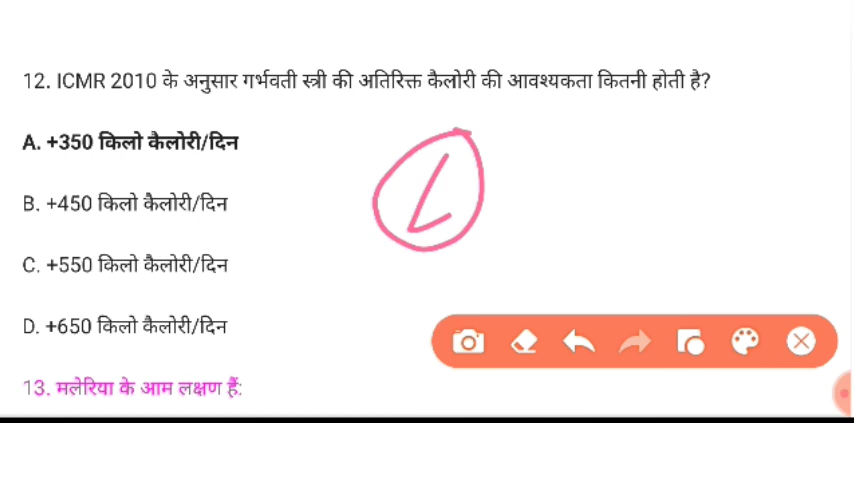 12. ICMR 2010 के अनुसार गर्भवती स्त्री की अतिरिक्त कैलोरी की आवश्यकता कितनी होती है?
A. +350 किलो कैलोरी/दिन
B. +450 किलो कैलोरी/दिन
C. +550 किलो कैलोरी/दिन
D. +650 किलो कैलोरी/दिन
13. मलेरिया के आम लक्षण हैं: